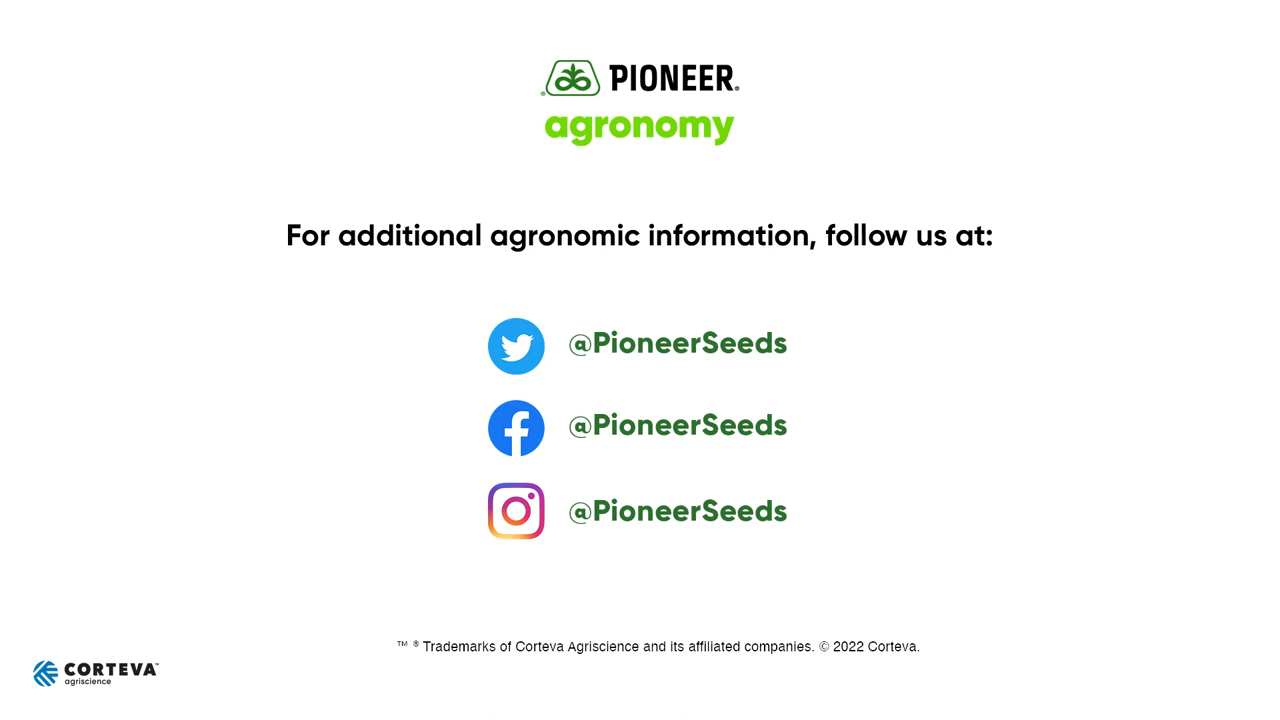 PIONEER®
agronomy
For additional agronomic information, follow us at:
@PioneerSeeds
@PioneerSeeds
@PioneerSeeds
™ ® Trademarks of Corteva Agriscience and its affiliated companies. © 2022 Corteva.
CORTEVA™
agriscience